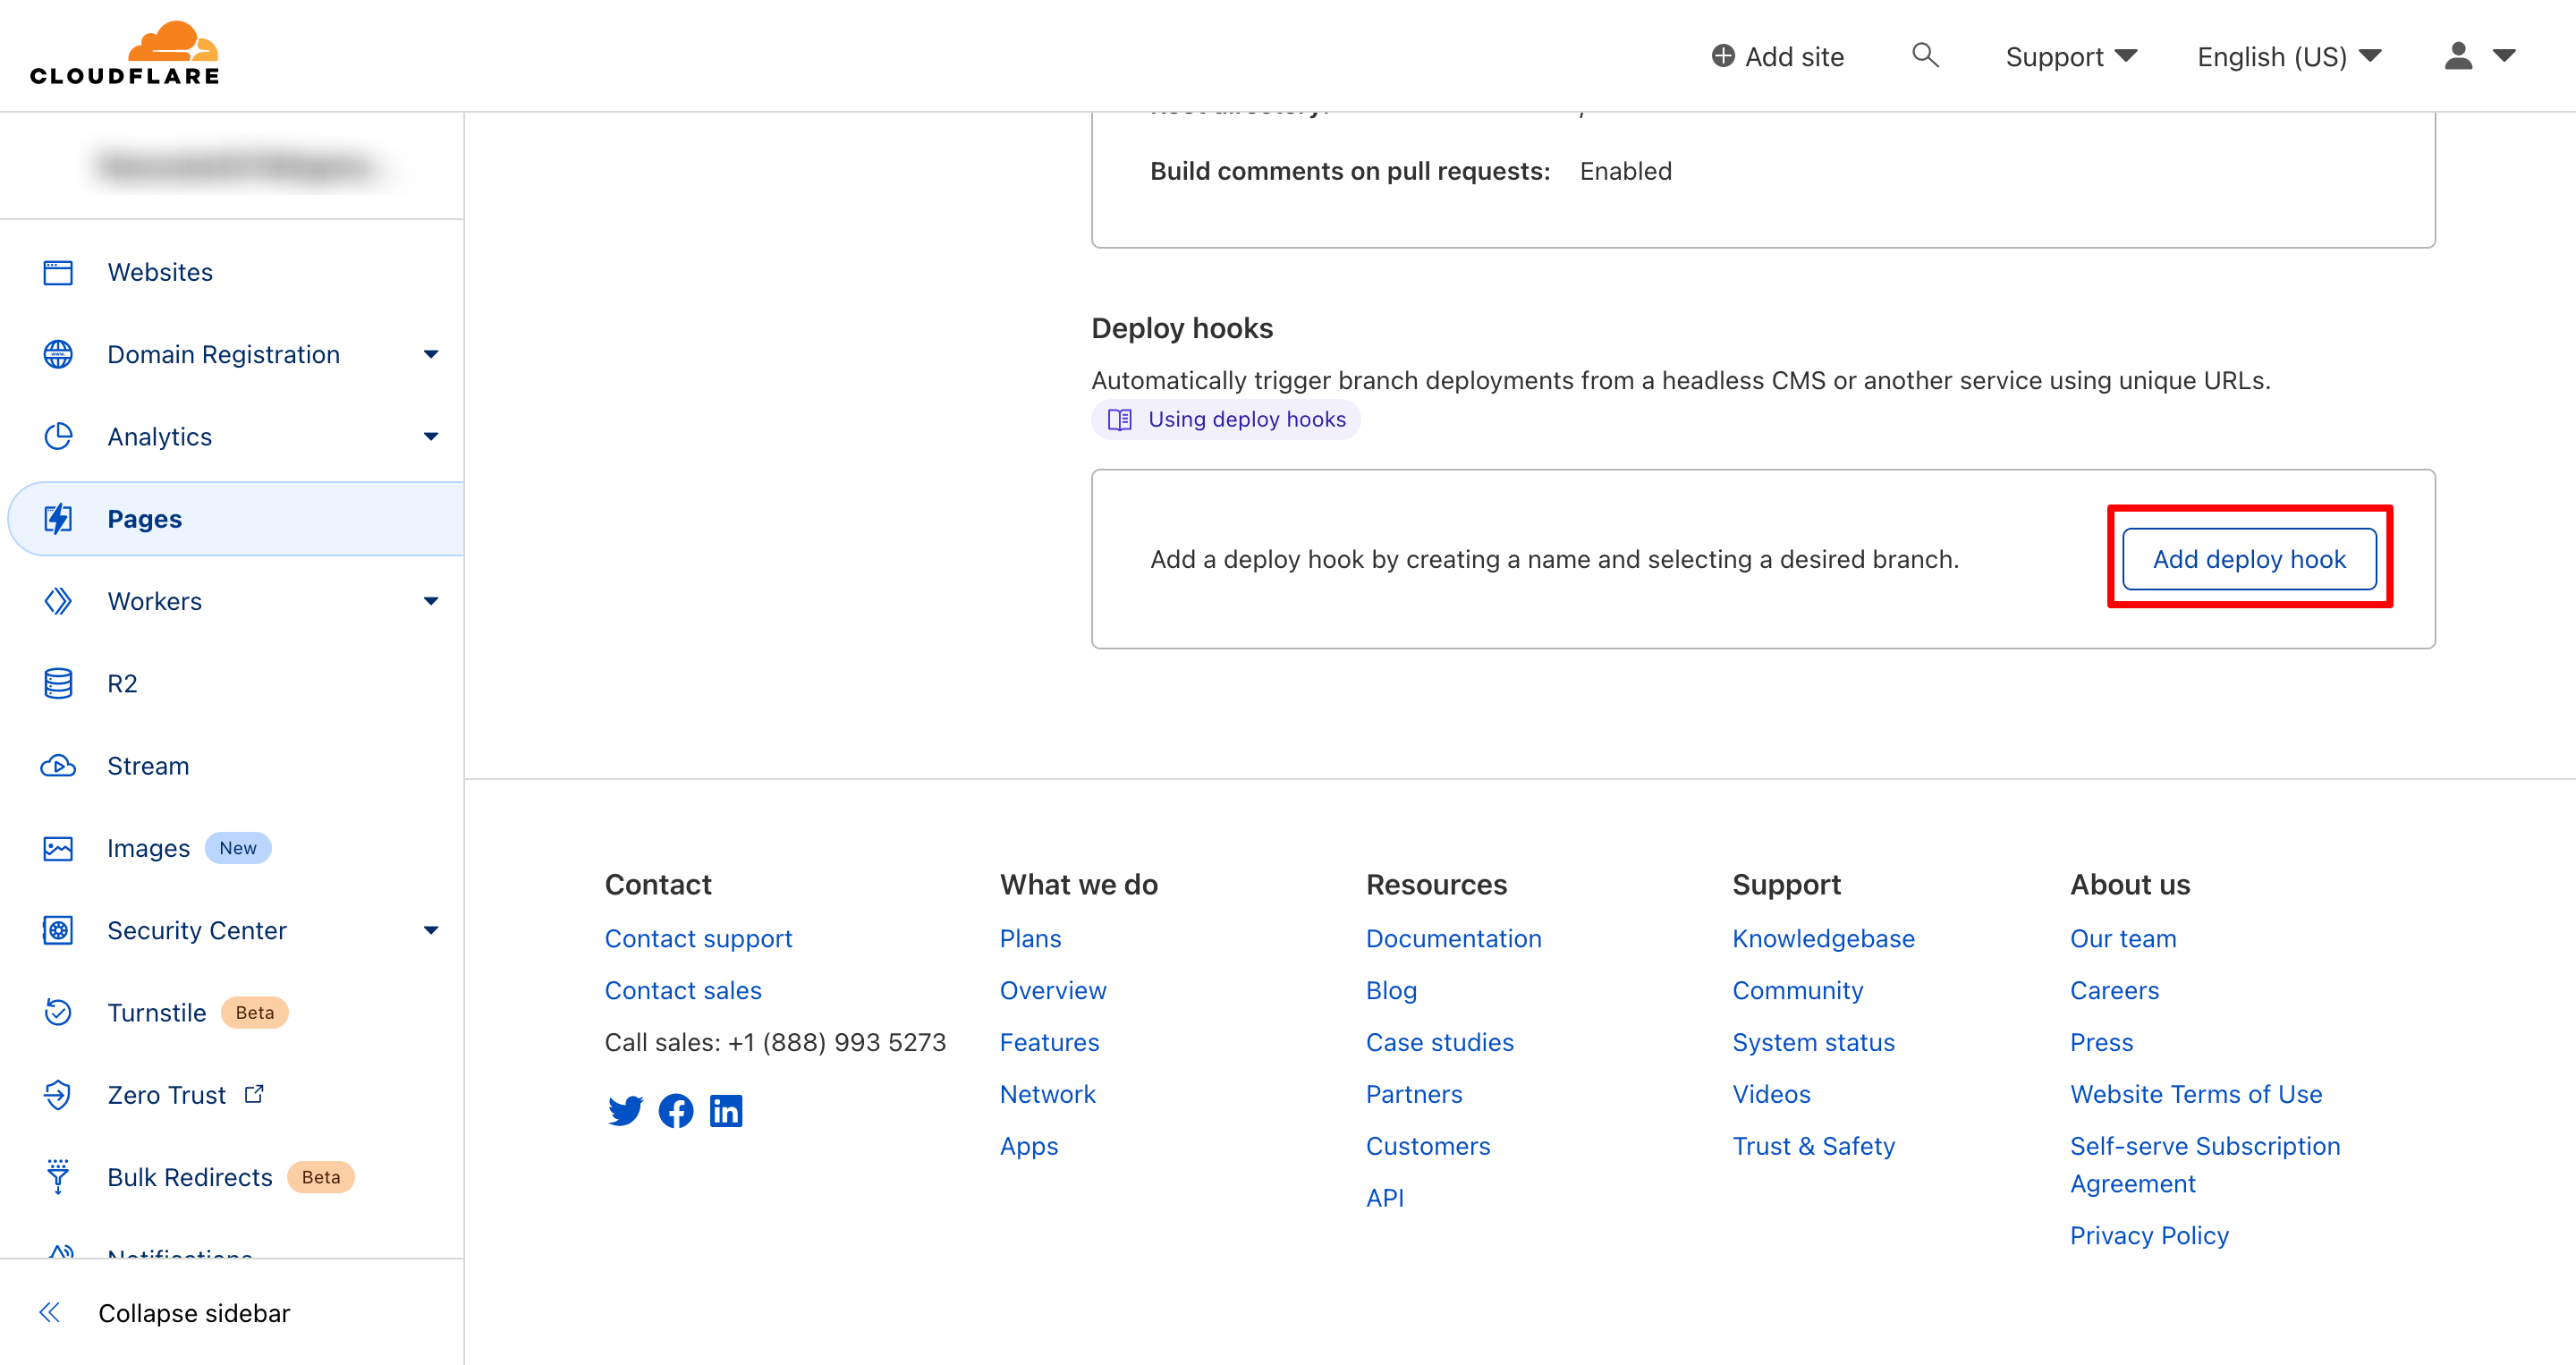 CLOUDFLARE
Add site
Support
English (US)
Build comments on pull requests: Enabled
Websites
Domain Registration
Analytics
Pages
Workers
R2
Stream
Images New
Security Center
Turnstile Beta
Zero Trust
Bulk Redirects Beta
Notifications
Collapse sidebar
Deploy hooks
Automatically trigger branch deployments from a headless CMS or another service using unique URLs.
Using deploy hooks
Add a deploy hook by creating a name and selecting a desired branch.
Add deploy hook
Contact
Contact support
Contact sales
Call sales: +1 (888) 993 5273
What we do
Plans
Overview
Features
Network
Apps
Resources
Documentation
Blog
Case studies
Partners
Customers
API
Support
Knowledgebase
Community
System status
Videos
Trust & Safety
About us
Our team
Careers
Press
Website Terms of Use
Self-serve Subscription
Agreement
Privacy Policy